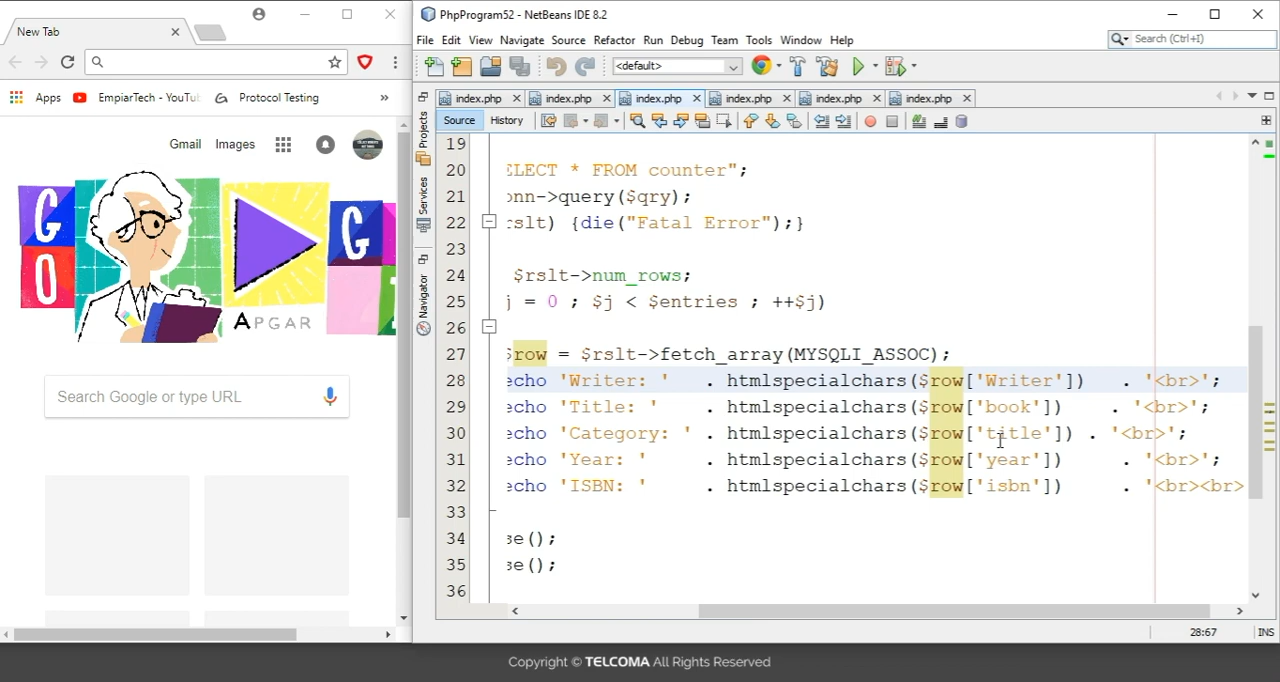 New Tab
Apps
EmpiarTech - YouTu
Protocol Testing
»
Gmail
Images
G
O
G
APGAR
Search Google or type URL
PhpProgram52 - NetBeans IDE 8.2
File Edit View Navigate Source Refactor Run Debug Team Tools Window Help
Search (Ctrl+I)
<default>
index.php
index.php
index.php
index.php
index.php
index.php
Source
History
Projects
Services
Navigator
19
20 ELECT * FROM counter";
21 onn->query($qry);
22 rslt) {die("Fatal Error");}
23
24 $rslt->num_rows;
25 j = 0 ; $j < $entries ; ++$j)
26
27 $row = $rslt->fetch_array(MYSQLI_ASSOC);
28 echo 'Writer: ' . htmlspecialchars($row['Writer']) . '<br>';
29 echo 'Title: ' . htmlspecialchars($row['book']) . '<br>';
30 echo 'Category: ' . htmlspecialchars($row['title']) . '<br>';
31 echo 'Year: ' . htmlspecialchars($row['year']) . '<br>';
32 echo 'ISBN: ' . htmlspecialchars($row['isbn']) . '<br><br>
33
34 se();
35 se();
36
28:67
INS
Copyright © TELCOMA All Rights Reserved